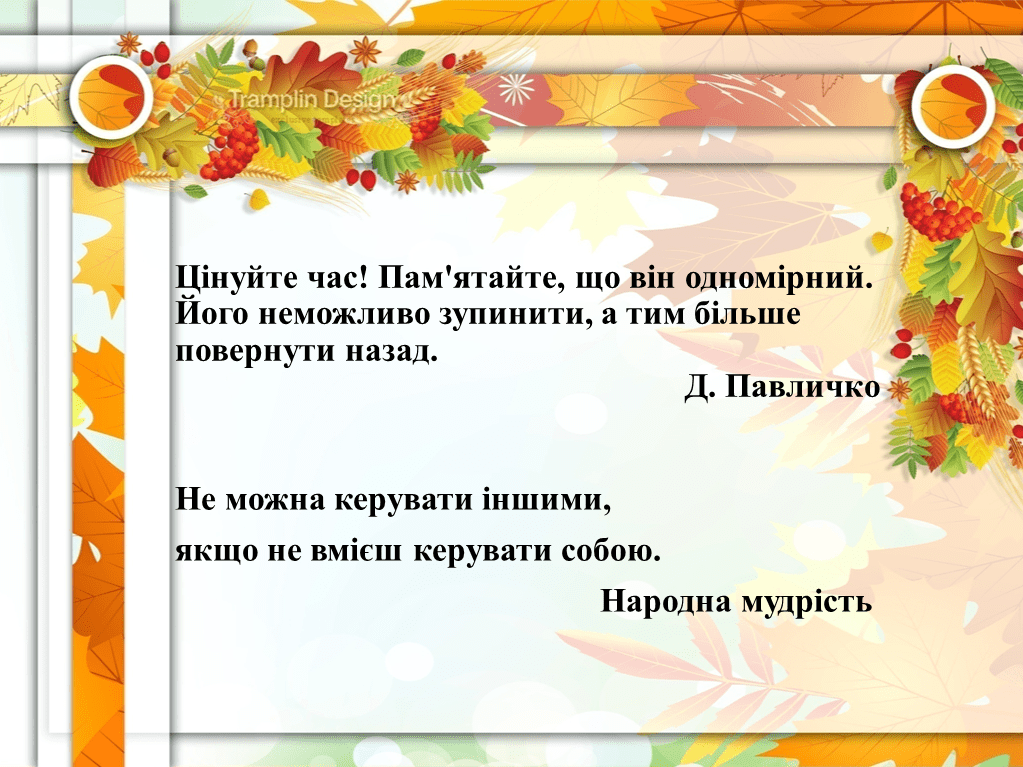 Tramplin Design
Цінуйте час! Пам'ятайте, що він одномірний.
Його неможливо зупинити, а тим більше
повернути назад.
Д. Павличко
Не можна керувати іншими,
якщо не вмієш керувати собою.
Народна мудрість